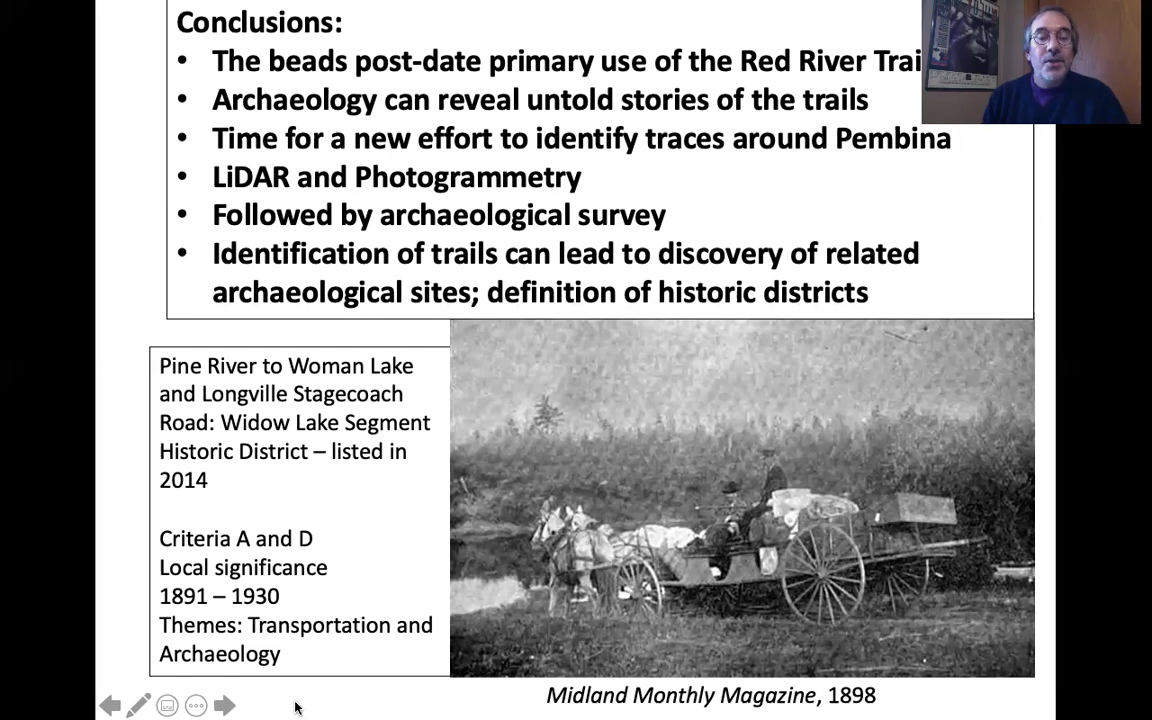 Conclusions:
• The beads post-date primary use of the Red River Trai
• Archaeology can reveal untold stories of the trails
• Time for a new effort to identify traces around Pembina
• LiDAR and Photogrammetry
• Followed by archaeological survey
• Identification of trails can lead to discovery of related
archaeological sites; definition of historic districts
Pine River to Woman Lake
and Longville Stagecoach
Road: Widow Lake Segment
Historic District – listed in
2014
Criteria A and D
Local significance
1891 – 1930
Themes: Transportation and
Archaeology
Midland Monthly Magazine, 1898